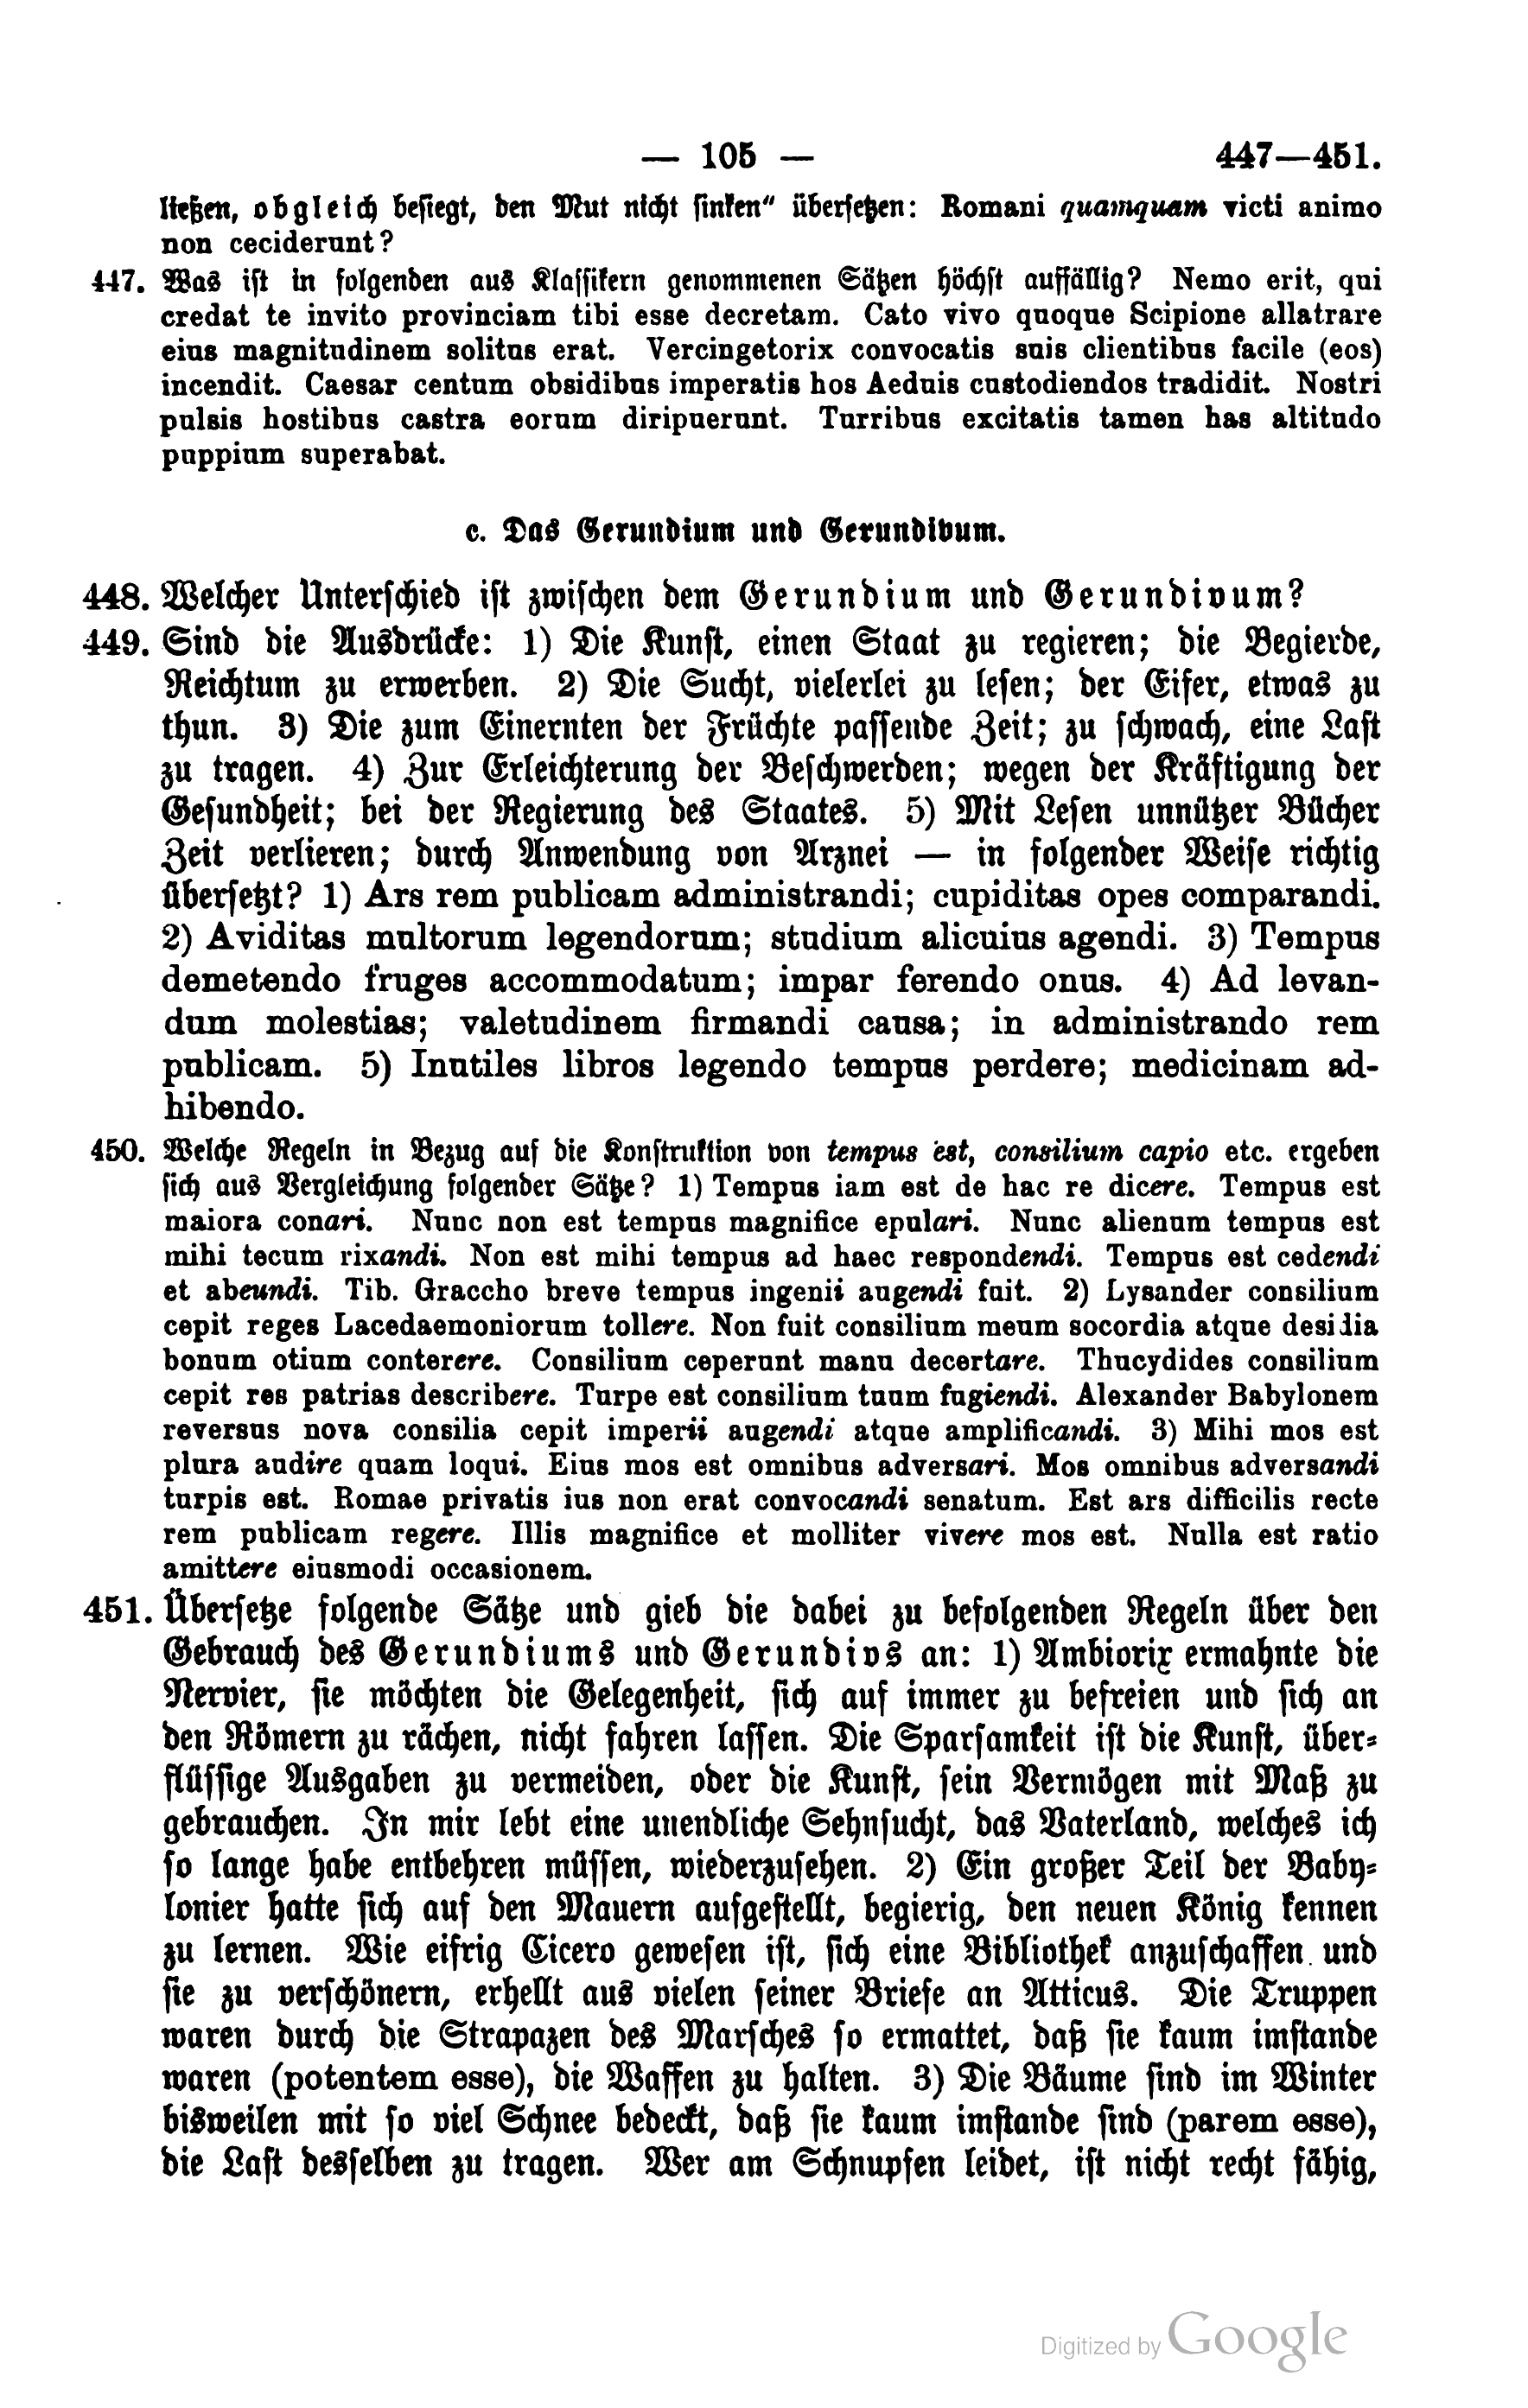 — 105 — 447—451.
ließen, obgleich besiegt, den Mut nicht sinken" übersetzen: Romani quamquam victi animo
non ceciderunt?
447. Was ist in folgenden aus Klassikern genommenen Sätzen höchst auffällig? Nemo erit, qui
credat te invito provinciam tibi esse decretam. Cato vivo quoque Scipione allatrare
eius magnitudinem solitus erat. Vercingetorix convocatis suis clientibus facile (eos)
incendit. Caesar centum obsidibus imperatis hos Aeduis custodiendos tradidit. Nostri
pulsis hostibus castra eorum diripuerunt. Turribus excitatis tamen has altitudo
puppium superabat.
c. Das Gerundium und Gerundivum.
448. Welcher Unterschied ist zwischen dem Gerundium und Gerundivum?
449. Sind die Ausdrücke: 1) Die Kunst, einen Staat zu regieren; die Begierde,
Reichtum zu erwerben. 2) Die Sucht, vielerlei zu lesen; der Eifer, etwas zu
thun. 3) Die zum Einernten der Früchte passende Zeit; zu schwach, eine Last
zu tragen. 4) Zur Erleichterung der Beschwerden; wegen der Kräftigung der
Gesundheit; bei der Regierung des Staates. 5) Mit Lesen unnützer Bücher
Zeit verlieren; durch Anwendung von Arznei — in folgender Weise richtig
übersetzt? 1) Ars rem publicam administrandi; cupiditas opes comparandi.
2) Aviditas multorum legendorum; studium alicuius agendi. 3) Tempus
demetendo fruges accommodatum; impar ferendo onus. 4) Ad levan-
dum molestias; valetudinem firmandi causa; in administrando rem
publicam. 5) Inutiles libros legendo tempus perdere; medicinam ad-
hibendo.
450. Welche Regeln in Bezug auf die Konstruktion von tempus est, consilium capio etc. ergeben
sich aus Vergleichung folgender Sätze? 1) Tempus iam est de hac re dicere. Tempus est
maiora conari. Nunc non est tempus magnifice epulari. Nunc alienum tempus est
mihi tecum rixandi. Non est mihi tempus ad haec respondendi. Tempus est cedendi
et abeundi. Tib. Graccho breve tempus ingenii augendi fuit. 2) Lysander consilium
cepit reges Lacedaemoniorum tollere. Non fuit consilium meum socordia atque desidia
bonum otium conterere. Consilium ceperunt manu decertare. Thucydides consilium
cepit res patrias describere. Turpe est consilium tuum fugiendi. Alexander Babylonem
reversus nova consilia cepit imperii augendi atque amplificandi. 3) Mihi mos est
plura audire quam loqui. Eius mos est omnibus adversari. Mos omnibus adversandi
turpis est. Romae privatis ius non erat convocandi senatum. Est ars difficilis recte
rem publicam regere. Illis magnifice et molliter vivere mos est. Nulla est ratio
amittere eiusmodi occasionem.
451. Übersetze folgende Sätze und gieb die dabei zu befolgenden Regeln über den
Gebrauch des Gerundiums und Gerundivs an: 1) Ambiorix ermahnte die
Nervier, sie möchten die Gelegenheit, sich auf immer zu befreien und sich an
den Römern zu rächen, nicht fahren lassen. Die Sparsamkeit ist die Kunst, über-
flüssige Ausgaben zu vermeiden, oder die Kunst, sein Vermögen mit Maß zu
gebrauchen. In mir lebt eine unendliche Sehnsucht, das Vaterland, welches ich
so lange habe entbehren müssen, wiederzusehen. 2) Ein großer Teil der Baby-
lonier hatte sich auf den Mauern aufgestellt, begierig, den neuen König kennen
zu lernen. Wie eifrig Cicero gewesen ist, sich eine Bibliothek anzuschaffen und
sie zu verschönern, erhellt aus vielen seiner Briefe an Atticus. Die Truppen
waren durch die Strapazen des Marsches so ermattet, daß sie kaum imstande
waren (potentem esse), die Waffen zu halten. 3) Die Bäume sind im Winter
bisweilen mit so viel Schnee bedeckt, daß sie kaum imstande sind (parem esse),
die Last desselben zu tragen. Wer am Schnupfen leidet, ist nicht recht fähig,
Digitized by Google